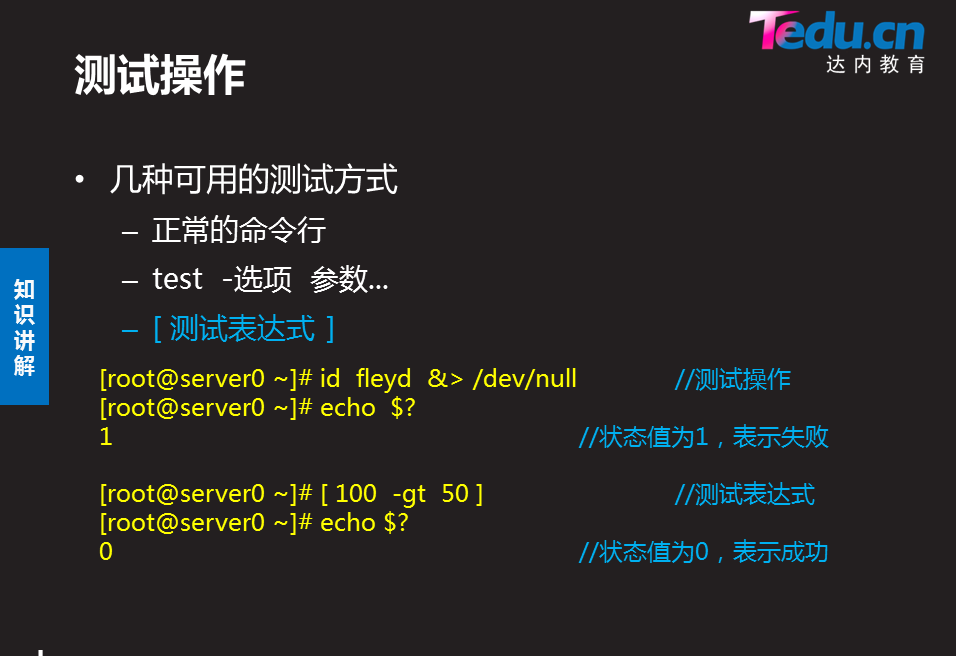 Tedu.cn
达内教育
测试操作
• 几种可用的测试方式
– 正常的命令行
– test -选项 参数...
– [ 测试表达式 ]
知识讲解
[root@server0 ~]# id fleyd &> /dev/null //测试操作
[root@server0 ~]# echo $?
1 //状态值为1，表示失败
[root@server0 ~]# [ 100 -gt 50 ] //测试表达式
[root@server0 ~]# echo $?
0 //状态值为0，表示成功